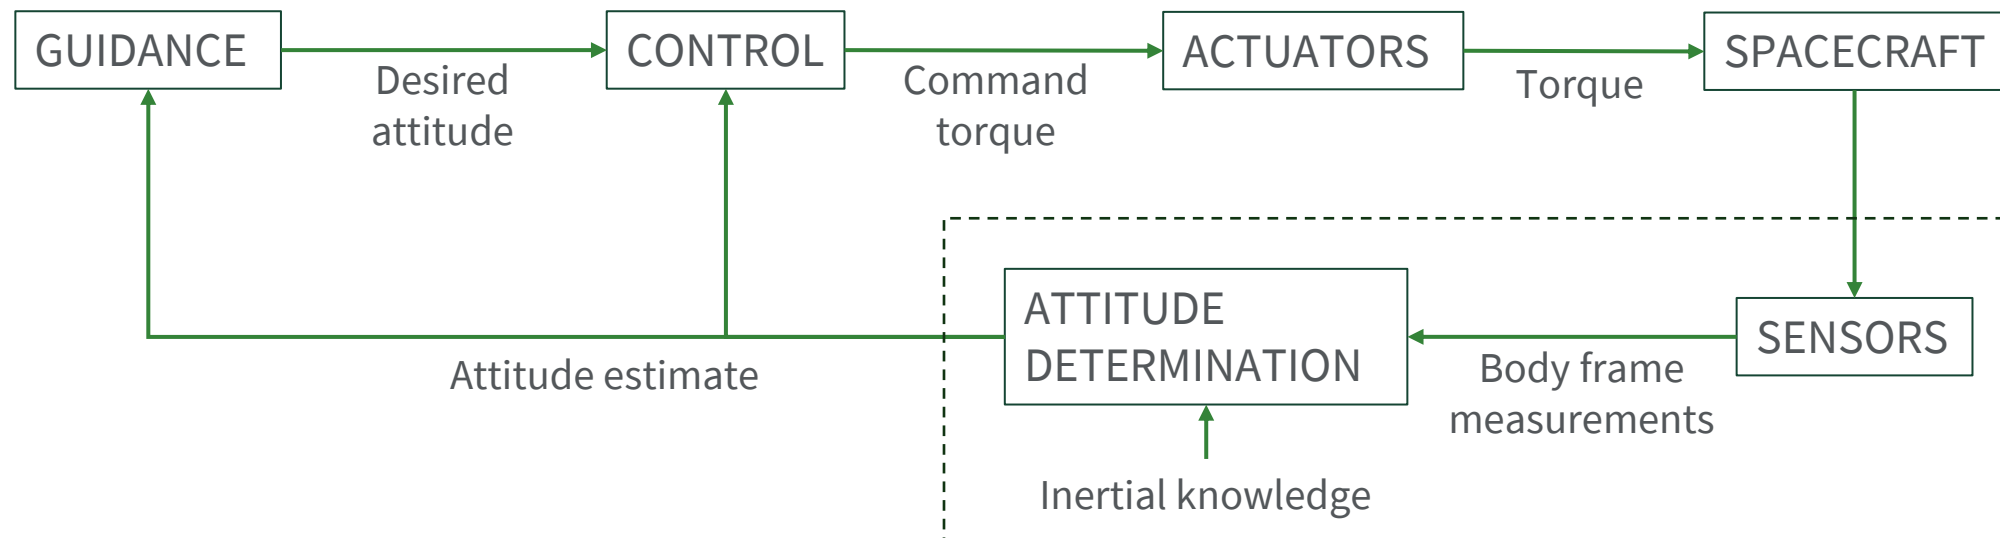 GUIDANCE
CONTROL
ACTUATORS
SPACECRAFT
Desired
attitude
Command
torque
Torque
ATTITUDE
DETERMINATION
SENSORS
Attitude estimate
Body frame
measurements
Inertial knowledge